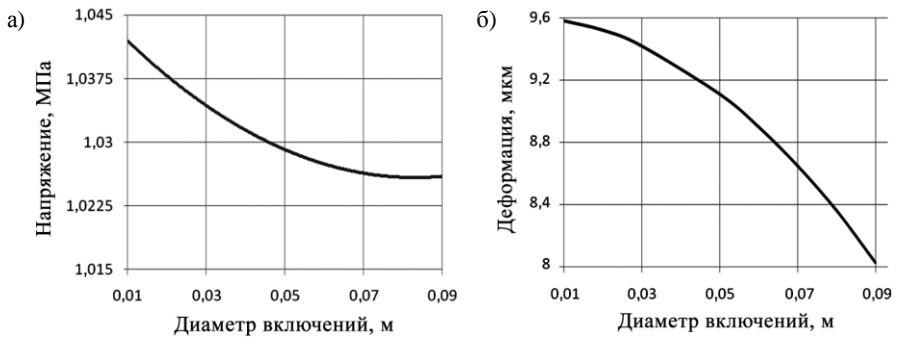 а)
Напряжение, МПа
1,045
1,0375
1,03
1,0225
1,015
0,01 0,03 0,05 0,07 0,09
Диаметр включений, м
б)
Деформация, мкм
9,6
9,2
8,8
8,4
8
0,01 0,03 0,05 0,07 0,09
Диаметр включений, м